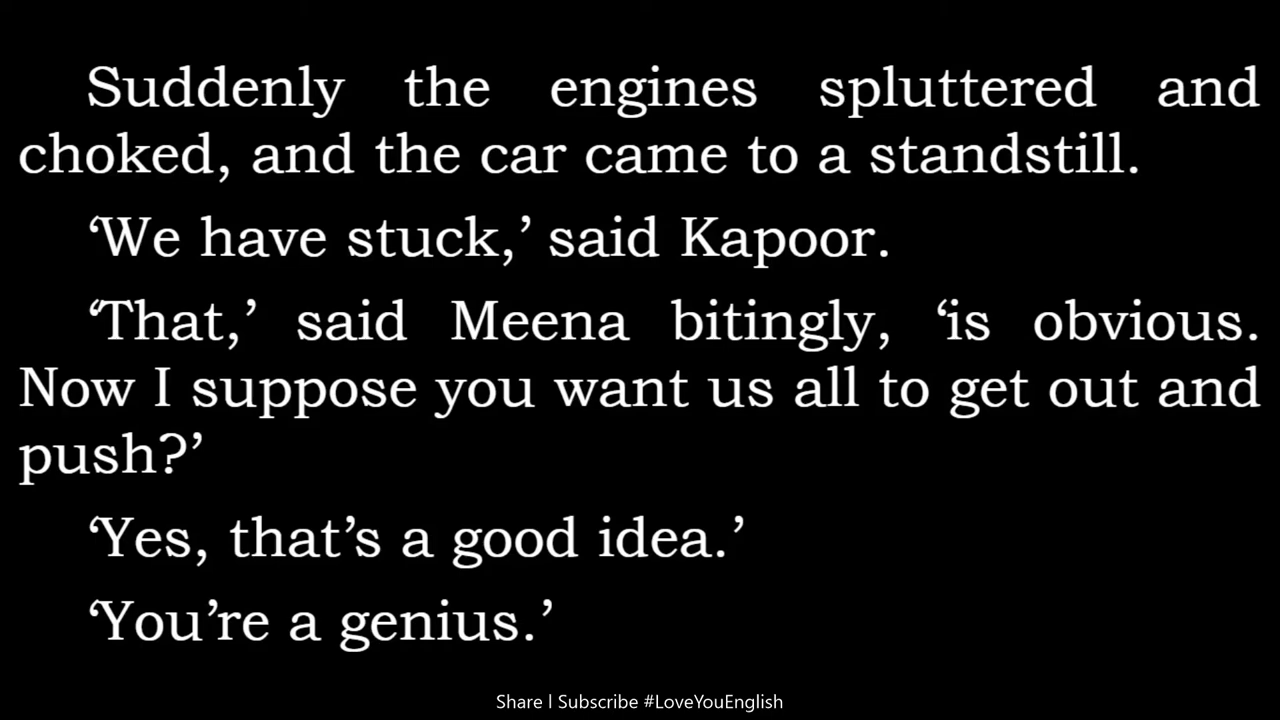 Suddenly the engines spluttered and
choked, and the car came to a standstill.
‘We have stuck,’ said Kapoor.
‘That,’ said Meena bitingly, ‘is obvious.
Now I suppose you want us all to get out and
push?’
‘Yes, that’s a good idea.’
‘You’re a genius.’
Share l Subscribe #LoveYouEnglish